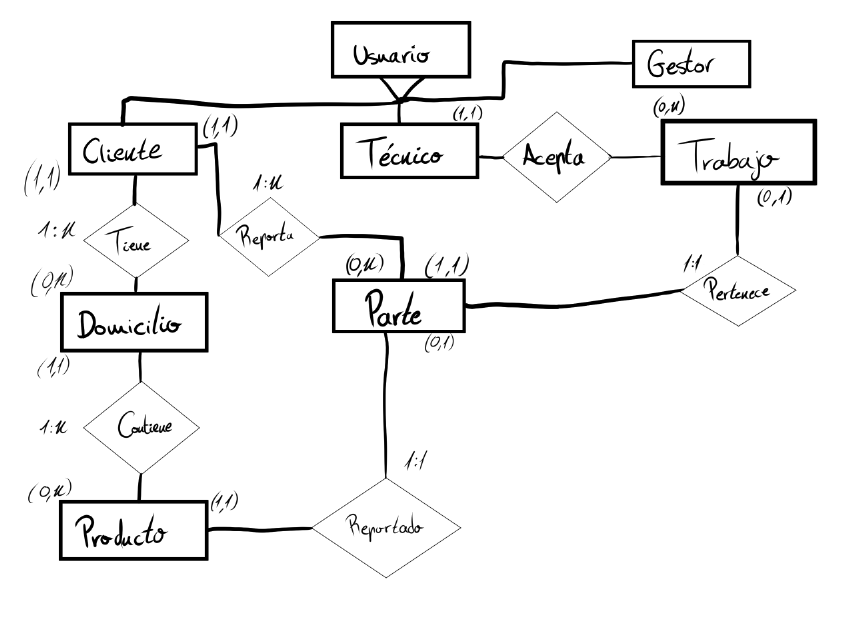 Usuario
Gestor
(1,1)
(0,N)
Cliente
(1,1)
Técnico
Acepta
Trabajo
(1,1)
1:N
(0,1)
1:N
Tiene
Reporta
(0,N)
(1,1)
1:1
(0,N)
Parte
Pertenece
Domicilio
(0,1)
(1,1)
1:N
Contiene
1:1
(0,N)
(1,1)
Producto
Reportado